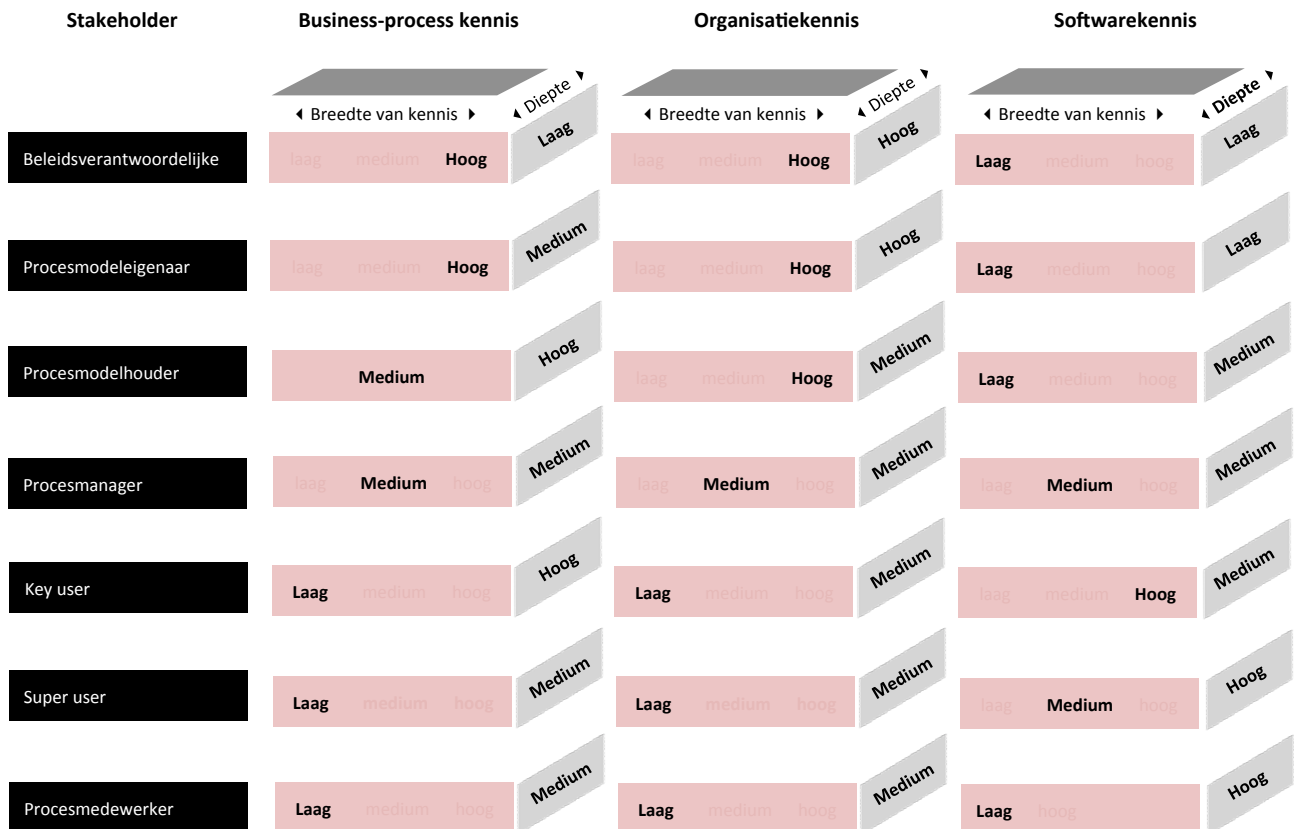 Stakeholder Business-process kennis Organisatiekennis Softwarekennis
◄ Breedte van kennis ► ◄ Diepte ► ◄ Breedte van kennis ► ◄ Diepte ► ◄ Breedte van kennis ► ◄ Diepte ►
Beleidsverantwoordelijke laag medium Hoog Laag laag medium Hoog Hoog Laag medium hoog Laag
Procesmodeleigenaar laag medium Hoog Medium laag medium Hoog Hoog Laag medium hoog Laag
Procesmodelhouder Medium Hoog laag medium Hoog Medium Laag medium hoog Medium
Procesmanager laag Medium hoog Medium Medium hoog Medium laag Medium hoog Medium
Key user Laag medium hoog Hoog Laag medium hoog Medium laag medium Hoog Medium
Super user Laag medium hoog Medium Laag medium hoog Medium laag Medium hoog Hoog
Procesmedewerker Laag medium hoog Medium Laag medium hoog Medium Laag hoog Hoog